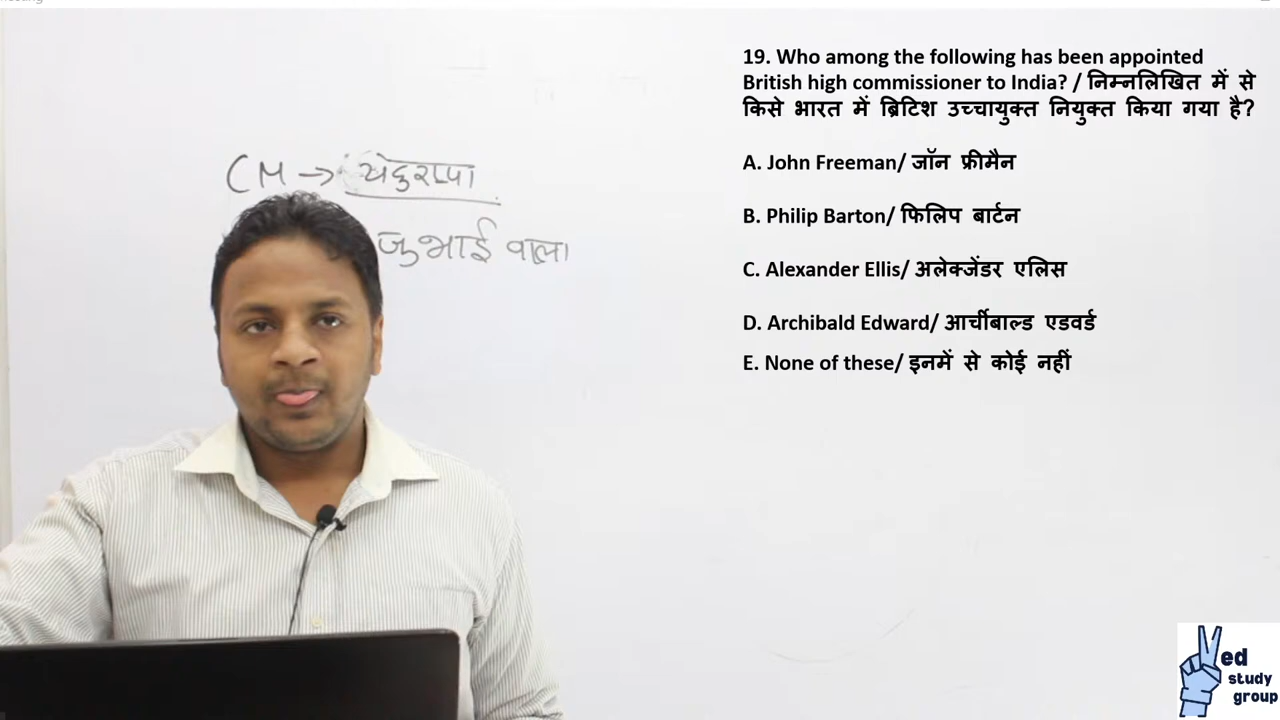 19. Who among the following has been appointed
British high commissioner to India? / निम्नलिखित में से
किसे भारत में ब्रिटिश उच्चायुक्त नियुक्त किया गया है?
A. John Freeman/ जॉन फ्रीमैन
B. Philip Barton/ फिलिप बार्टन
C. Alexander Ellis/ अलेक्जेंडर एलिस
D. Archibald Edward/ आर्चीबाल्ड एडवर्ड
E. None of these/ इनमें से कोई नहीं
CM →
जुभाई वाला
Ved
study
group